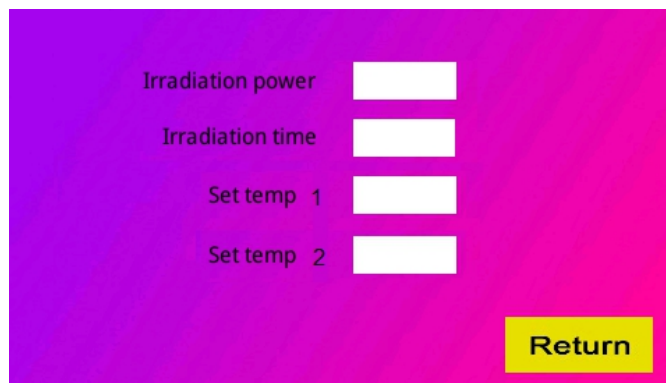 Irradiation power
Irradiation time
Set temp 1
Set temp 2
Return